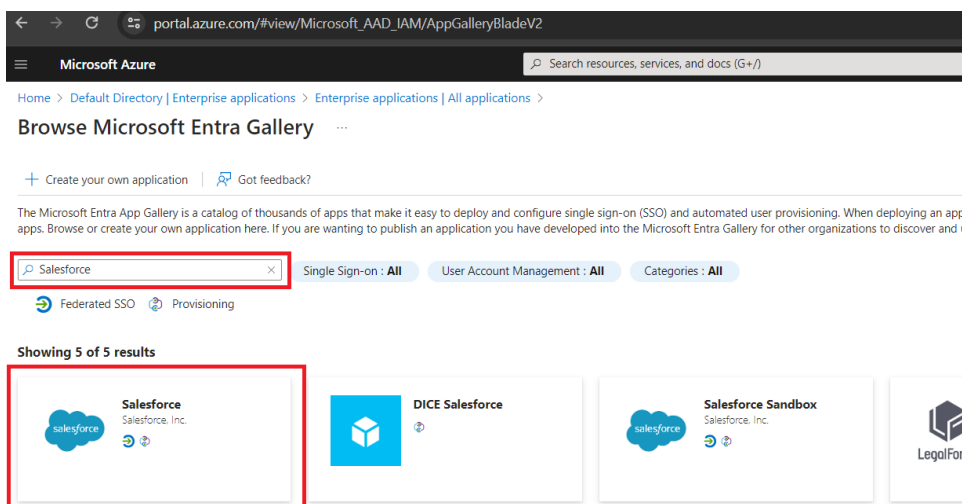 portal.azure.com/#view/Microsoft_AAD_IAM/AppGalleryBladeV2
Microsoft Azure
Search resources, services, and docs (G+/)
Home > Default Directory | Enterprise applications > Enterprise applications | All applications >
Browse Microsoft Entra Gallery ...
+ Create your own application
Got feedback?
The Microsoft Entra App Gallery is a catalog of thousands of apps that make it easy to deploy and configure single sign-on (SSO) and automated user provisioning. When deploying an app
apps. Browse or create your own application here. If you are wanting to publish an application you have developed into the Microsoft Entra Gallery for other organizations to discover and
Salesforce
Single Sign-on : All
User Account Management : All
Categories : All
Federated SSO
Provisioning
Showing 5 of 5 results
salesforce
Salesforce
Salesforce, Inc.
DICE Salesforce
salesforce
Salesforce Sandbox
Salesforce, Inc.
LegalFor